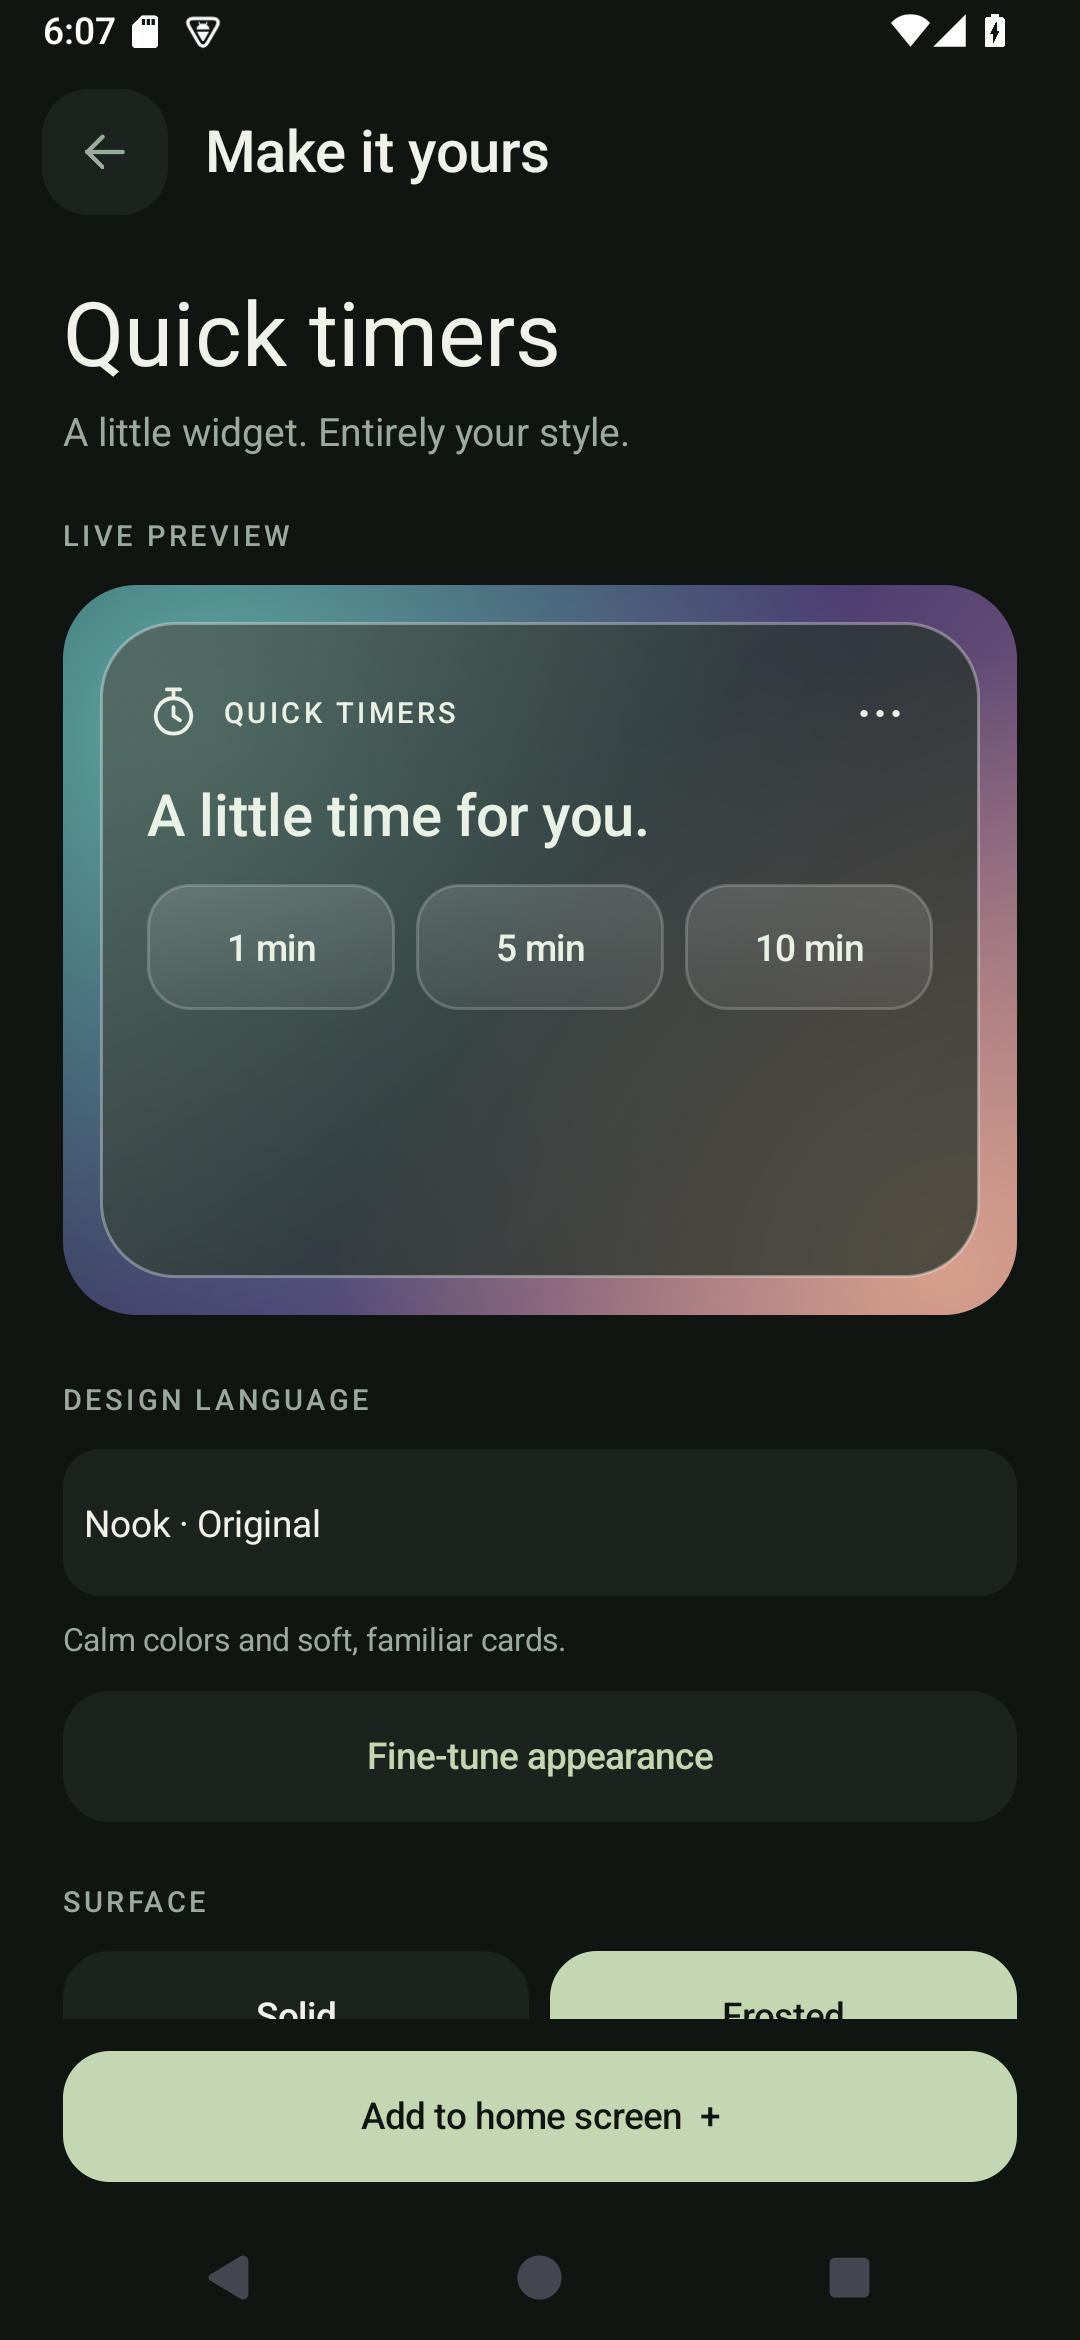 6:07
Make it yours
Quick timers
A little widget. Entirely your style.
LIVE PREVIEW
QUICK TIMERS
A little time for you.
1 min
5 min
10 min
DESIGN LANGUAGE
Nook · Original
Calm colors and soft, familiar cards.
Fine-tune appearance
SURFACE
Solid
Frosted
Add to home screen +